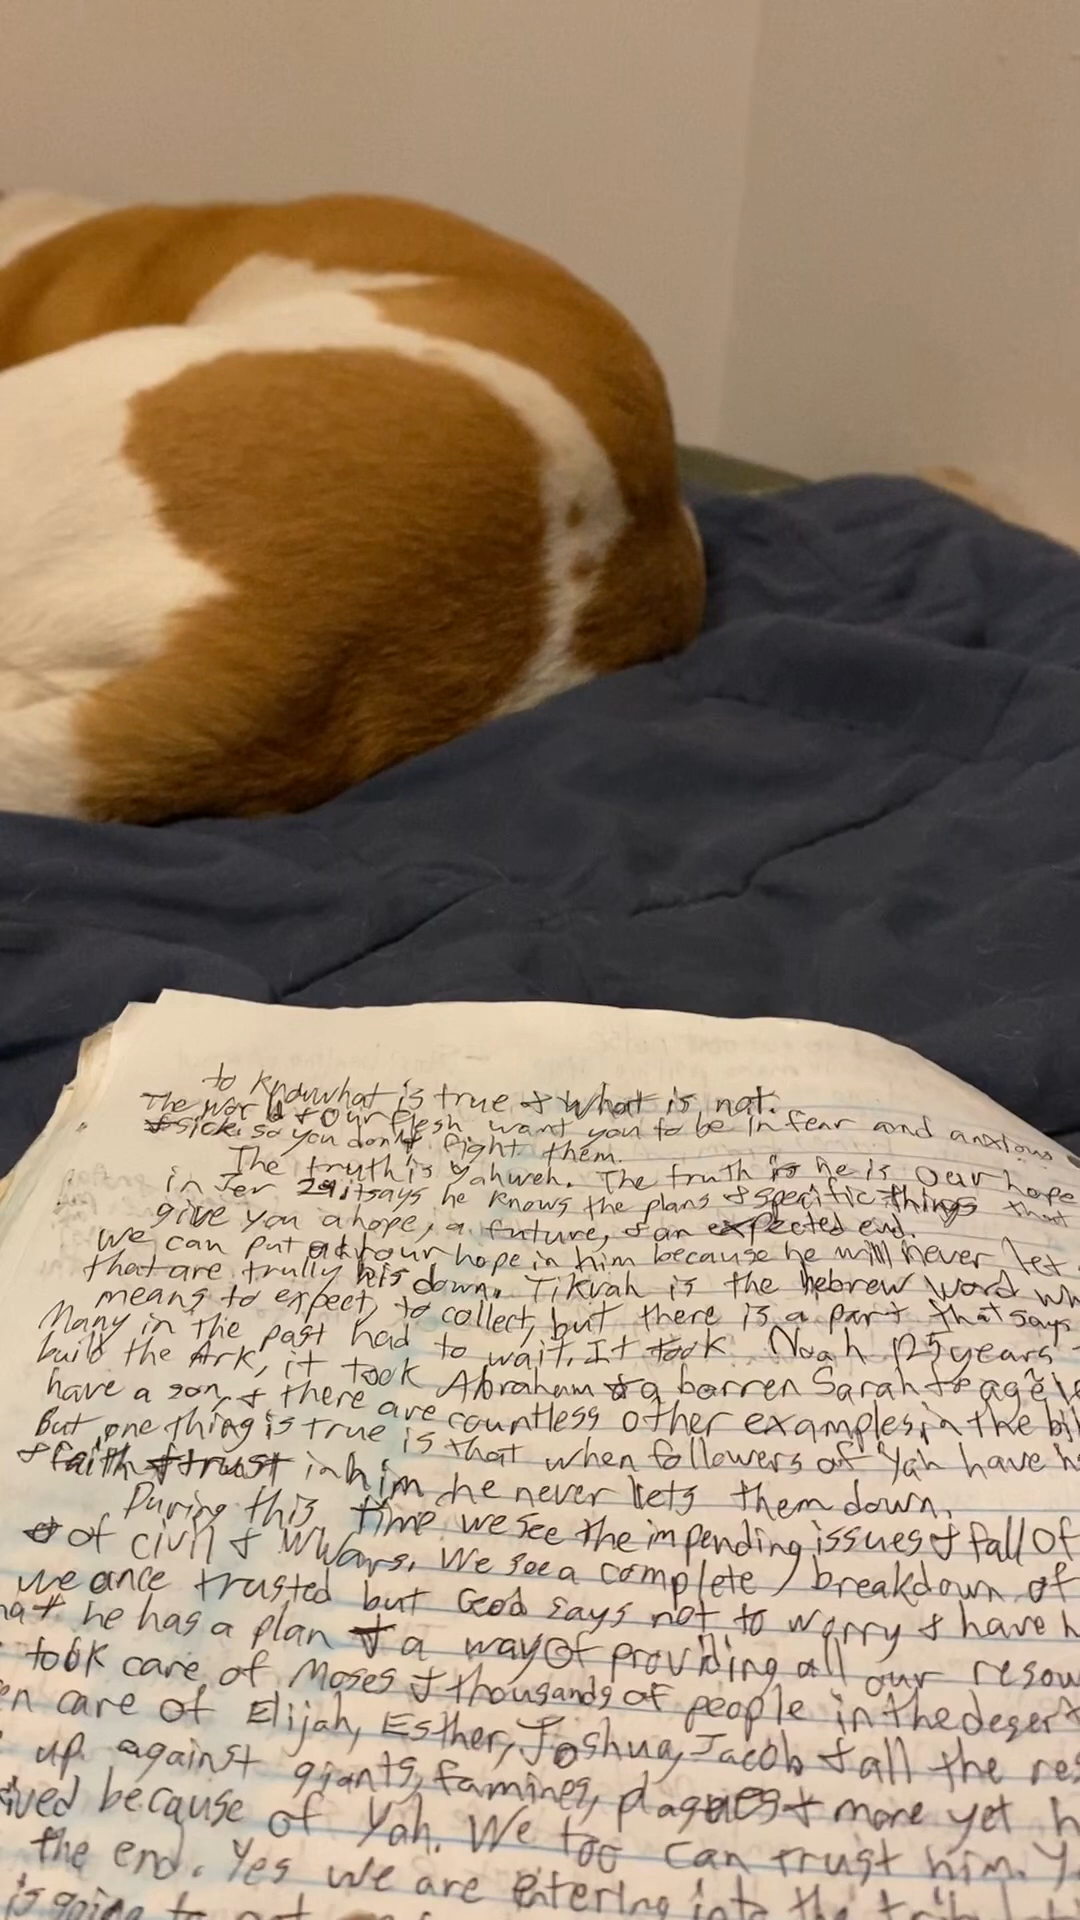 to know what is true & what is not.
The world & our flesh want you to be in fear and anxious
& sick so you don't fight them.
The truth is Yahweh. The truth is he is our hope
in Jer 29 it says he knows the plans & specific things that
give you a hope, a future, & an expected end.
We can put all our hope in him because he will never let
that are trully his down. Tikvah is the hebrew word wh
means to expect, to collect, but there is a part that says
Many in the past had to wait. It took Noah 125 years
build the Ark, it took Abraham & a barren Sarah to age
have a son, & there are countless other examples in the bi
But one thing is true is that when followers of Yah have h
& faith & trust in him he never lets them down.
During this time we see the impending issues & fall of
of civil & WWars. We see a complete breakdown of
we once trusted but God says not to worry & have h
hat he has a plan & a way of providing all our resou
took care of Moses & thousands of people in the desert
en care of Elijah, Esther, Joshua, Jacob & all the res
up against giants, famines, plagues & more yet h
ived because of Yah. We too can trust him. Y
the end. Yes we are entering into the
is going to